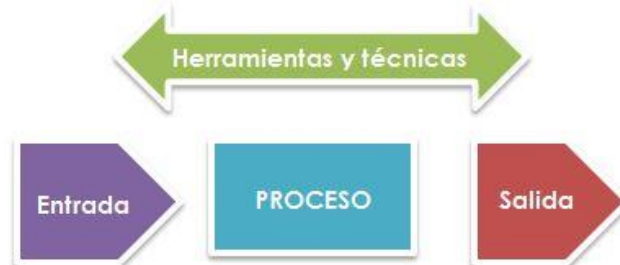 Herramientas y técnicas
Entrada
PROCESO
Salida